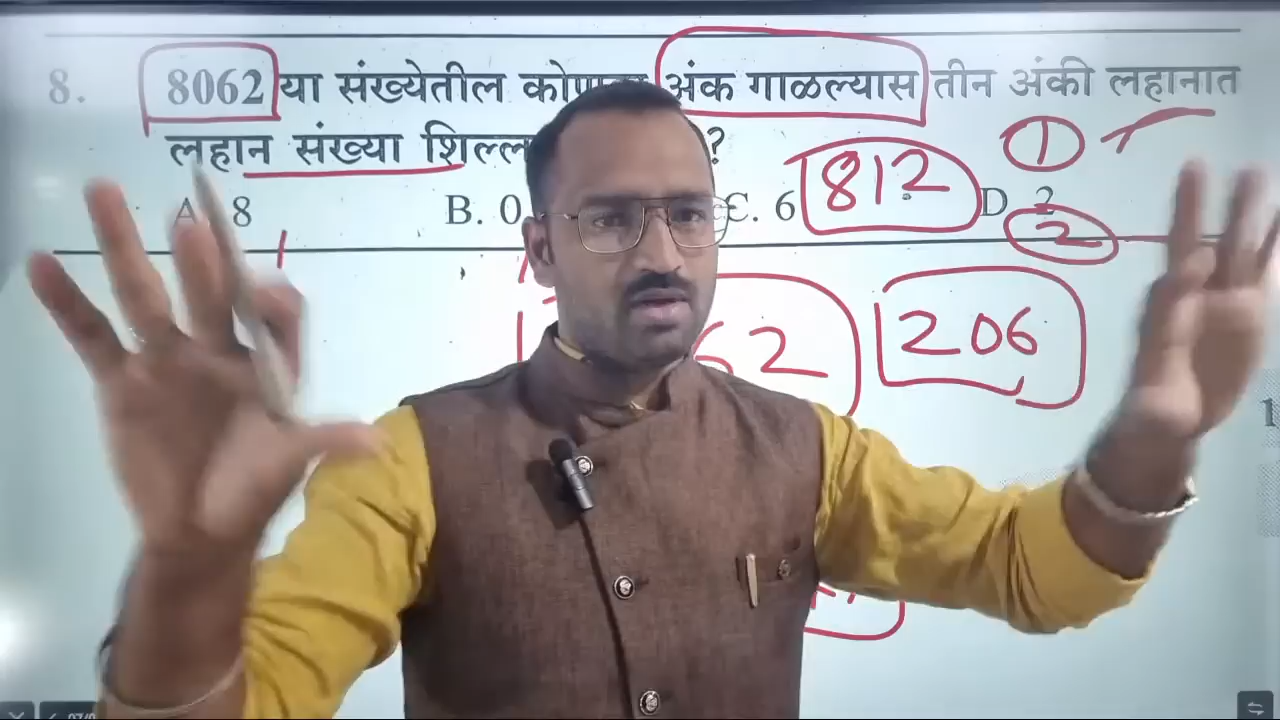 8. 8062 या संख्येतील अंक गाळल्यास तीन अंकी लहानात
लहान संख्या ?
A. 8 B. 0 C. 6 D. 2
812
1
2
62
206